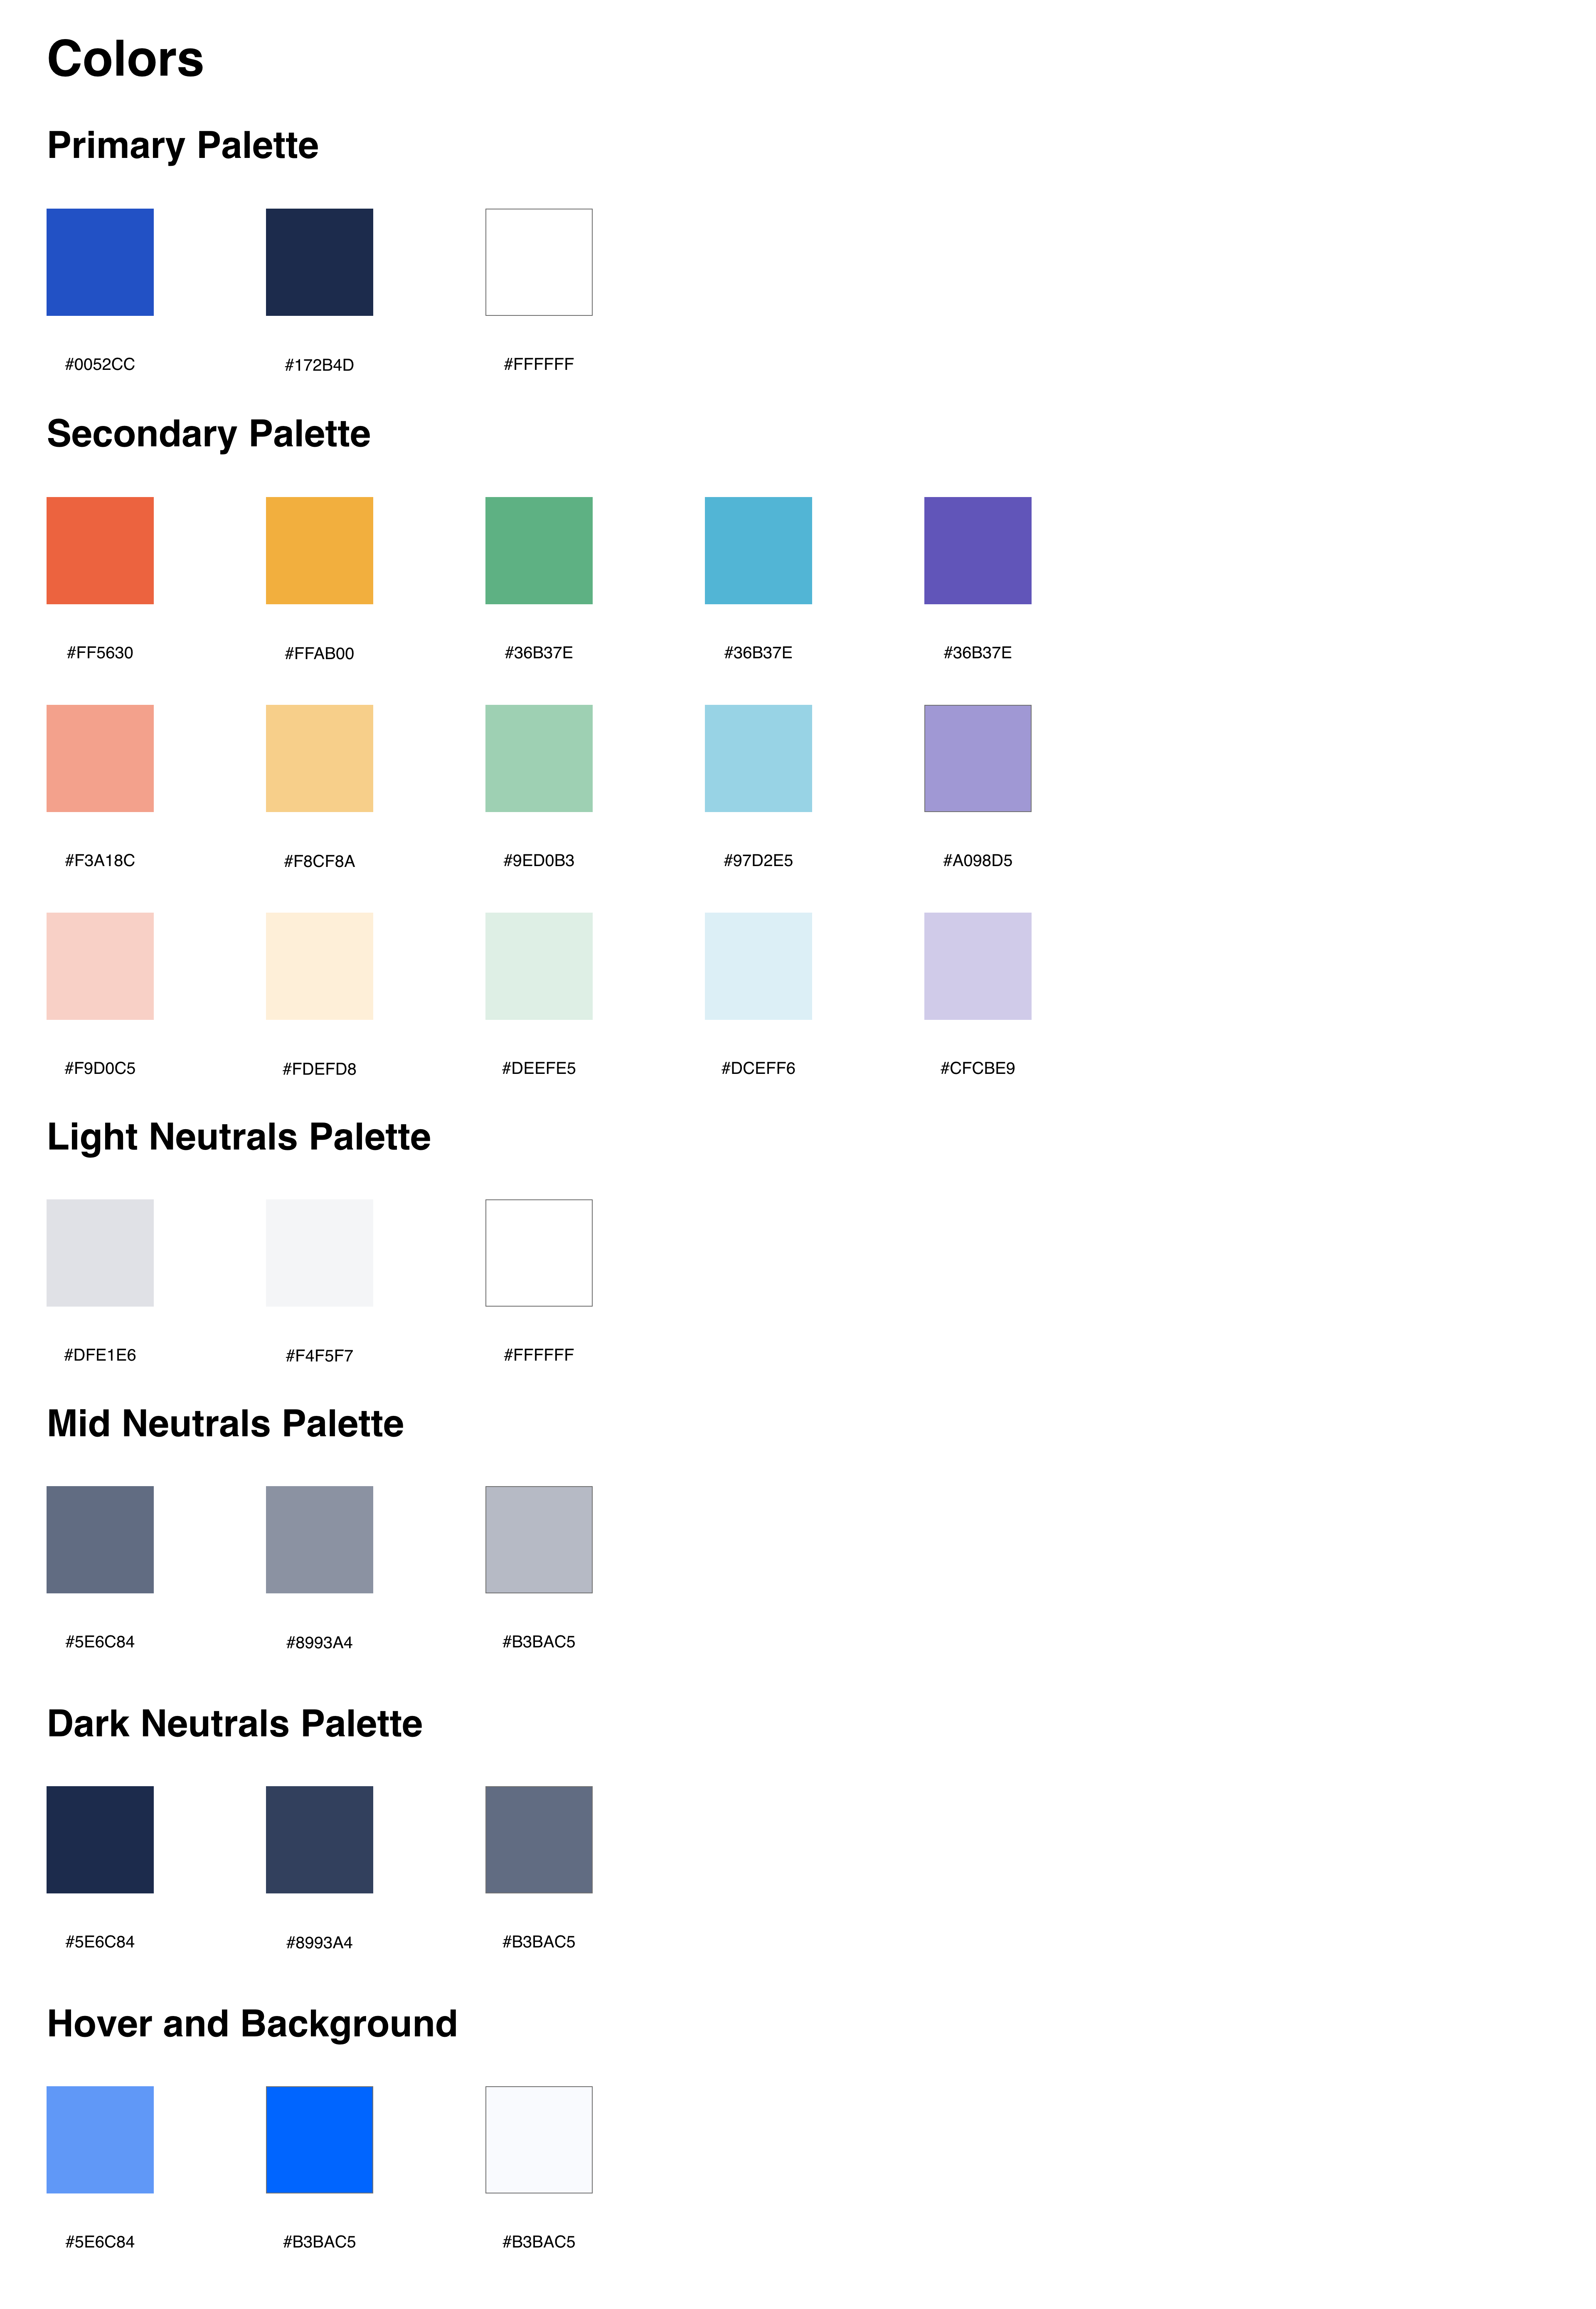 Colors
Primary Palette
#0052CC #172B4D #FFFFFF
Secondary Palette
#FF5630 #FFAB00 #36B37E #36B37E #36B37E
#F3A18C #F8CF8A #9ED0B3 #97D2E5 #A098D5
#F9D0C5 #FDEFD8 #DEEFE5 #DCEFF6 #CFCBE9
Light Neutrals Palette
#DFE1E6 #F4F5F7 #FFFFFF
Mid Neutrals Palette
#5E6C84 #8993A4 #B3BAC5
Dark Neutrals Palette
#5E6C84 #8993A4 #B3BAC5
Hover and Background
#5E6C84 #B3BAC5 #B3BAC5